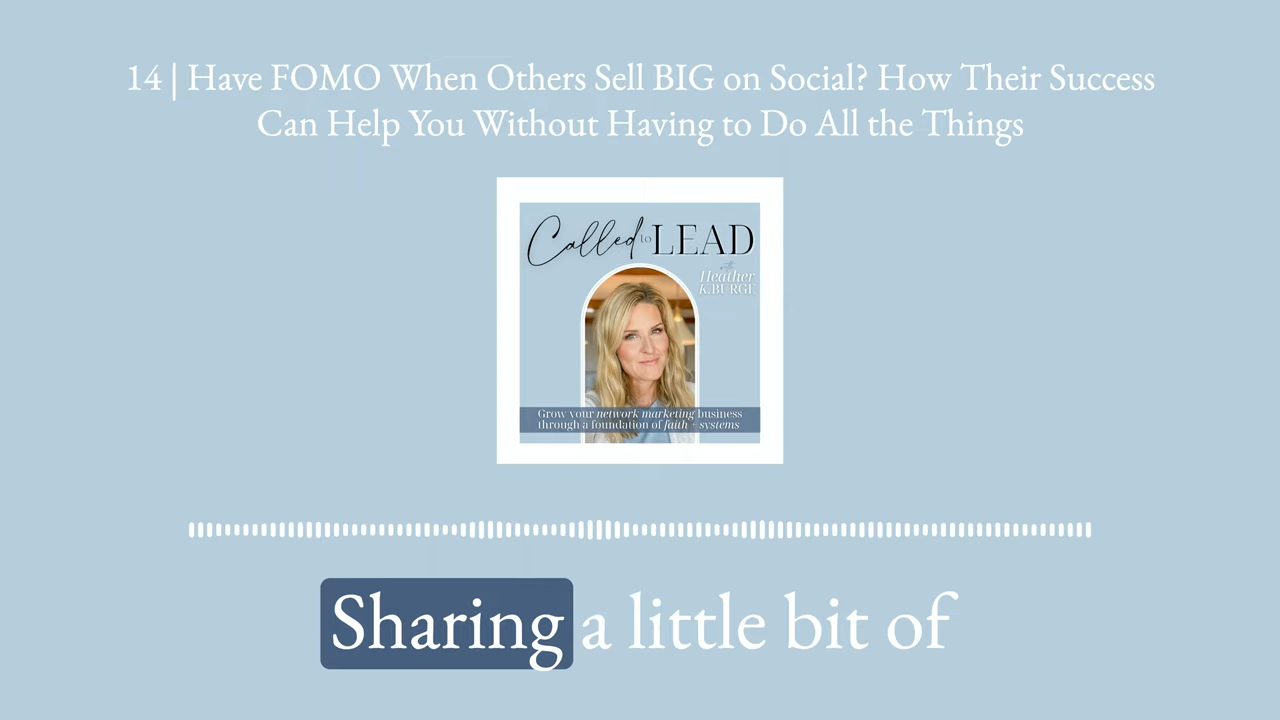 14 | Have FOMO When Others Sell BIG on Social? How Their Success
Can Help You Without Having to Do All the Things
Called to LEAD
with
Heather
K.BURGE
Grow your network marketing business
through a foundation of faith + systems
Sharing a little bit of